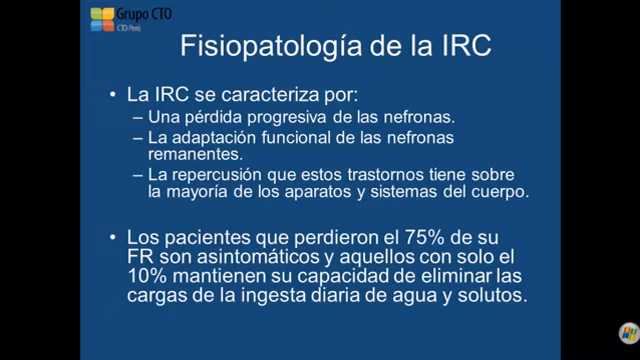 Grupo CTO
CTO Perú
Fisiopatología de la IRC
• La IRC se caracteriza por:
– Una pérdida progresiva de las nefronas.
– La adaptación funcional de las nefronas
remanentes.
– La repercusión que estos trastornos tiene sobre
la mayoría de los aparatos y sistemas del cuerpo.
• Los pacientes que perdieron el 75% de su
FR son asintomáticos y aquellos con solo el
10% mantienen su capacidad de eliminar las
cargas de la ingesta diaria de agua y solutos.